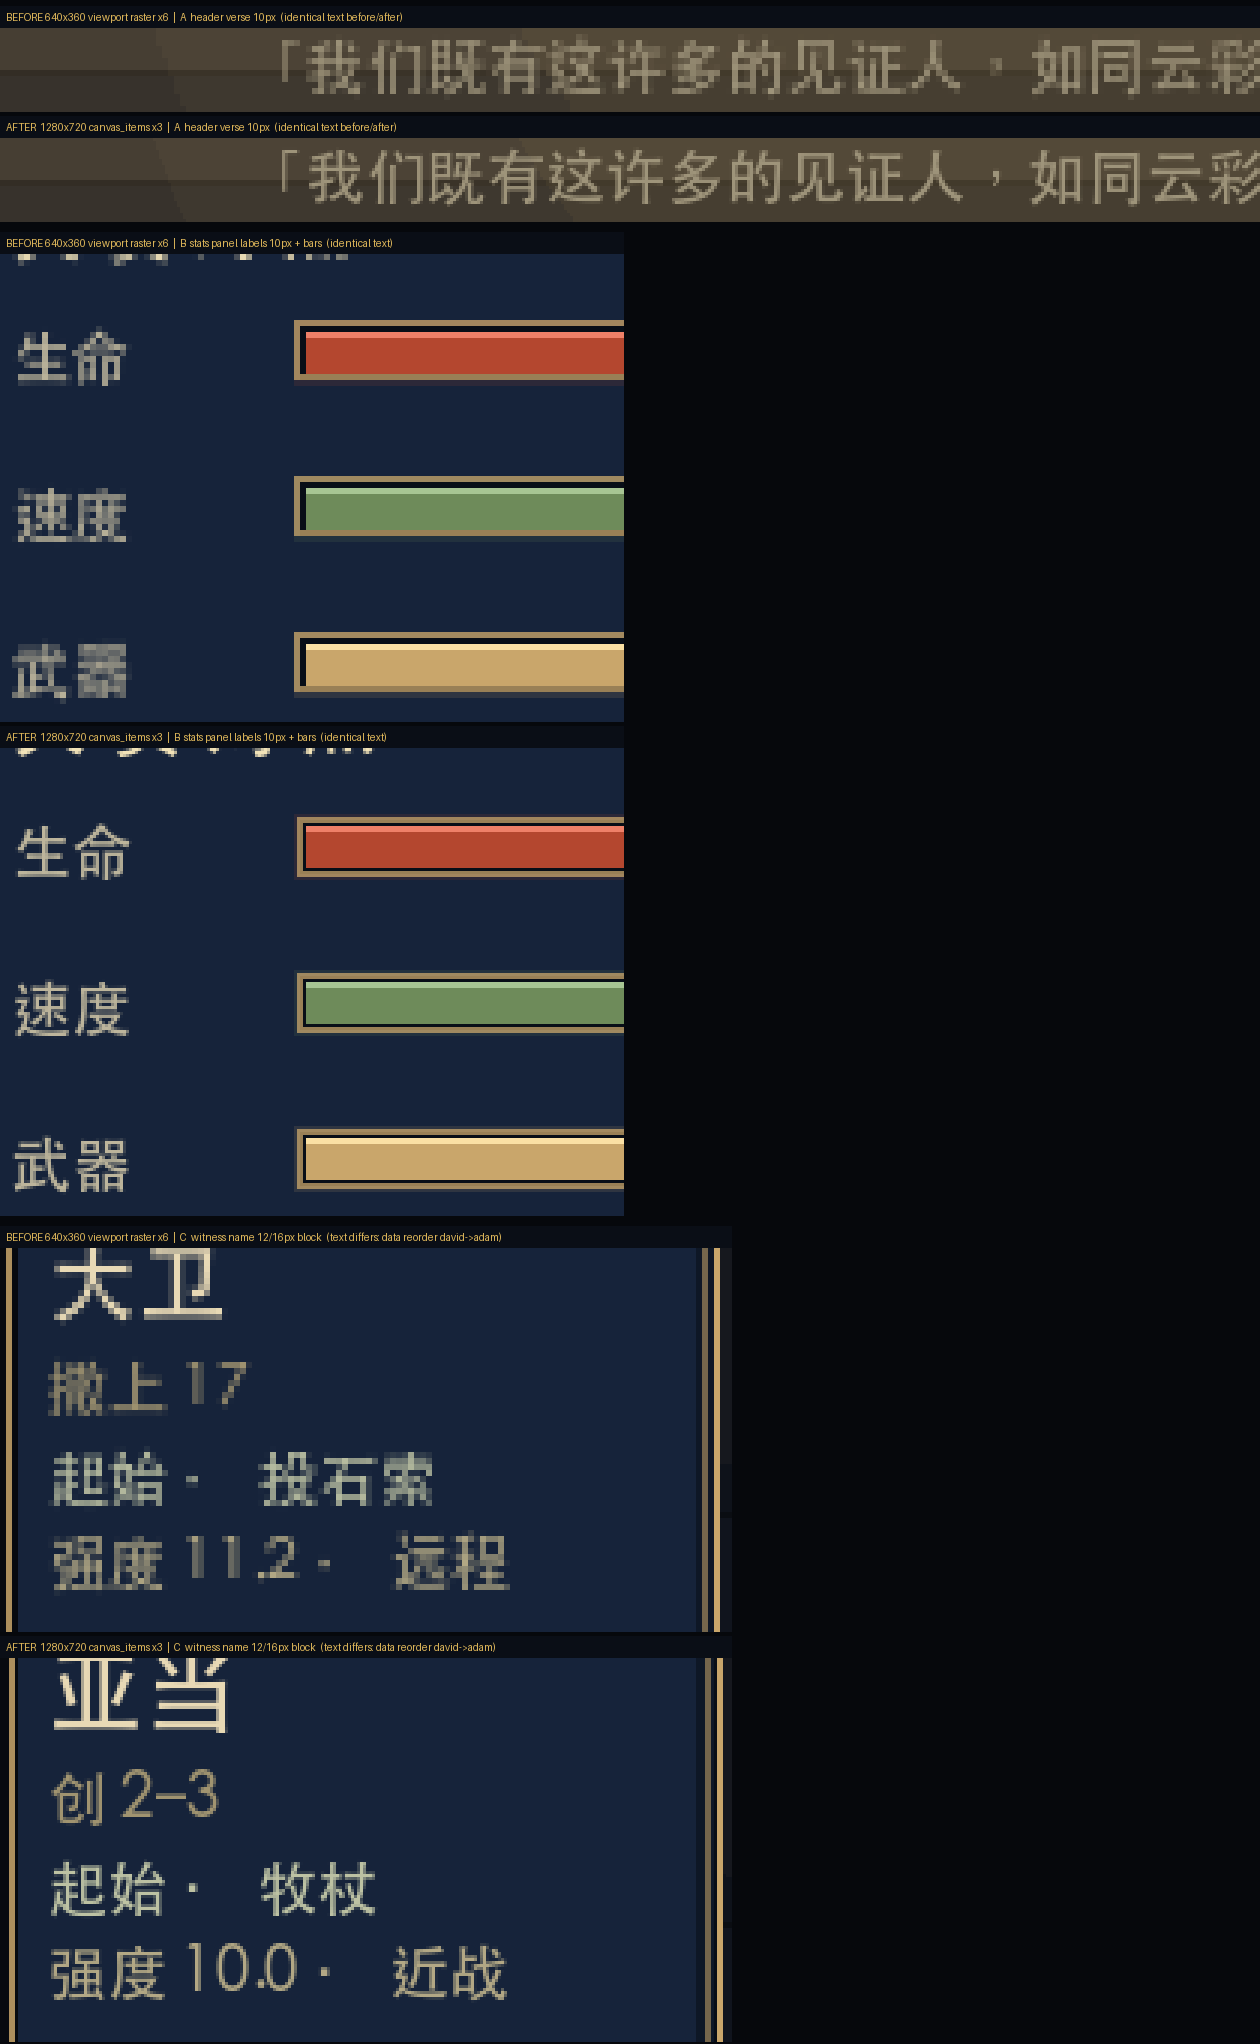 BEFORE 640x360 viewport raster x6 | A header verse 10px (identical text before/after)
「我们既有这许多的见证人，如同云彩
AFTER 1280x720 canvas_items x3 | A header verse 10px (identical text before/after)
「我们既有这许多的见证人，如同云彩
BEFORE 640x360 viewport raster x6 | B stats panel labels 10px + bars (identical text)
生命
速度
武器
AFTER 1280x720 canvas_items x3 | B stats panel labels 10px + bars (identical text)
生命
速度
武器
BEFORE 640x360 viewport raster x6 | C witness name 12/16px block (text differs: data reorder david->adam)
大卫
撒上 17
起始· 投石索
强度 11.2· 远程
AFTER 1280x720 canvas_items x3 | C witness name 12/16px block (text differs: data reorder david->adam)
亚当
创 2–3
起始· 牧杖
强度 10.0· 近战